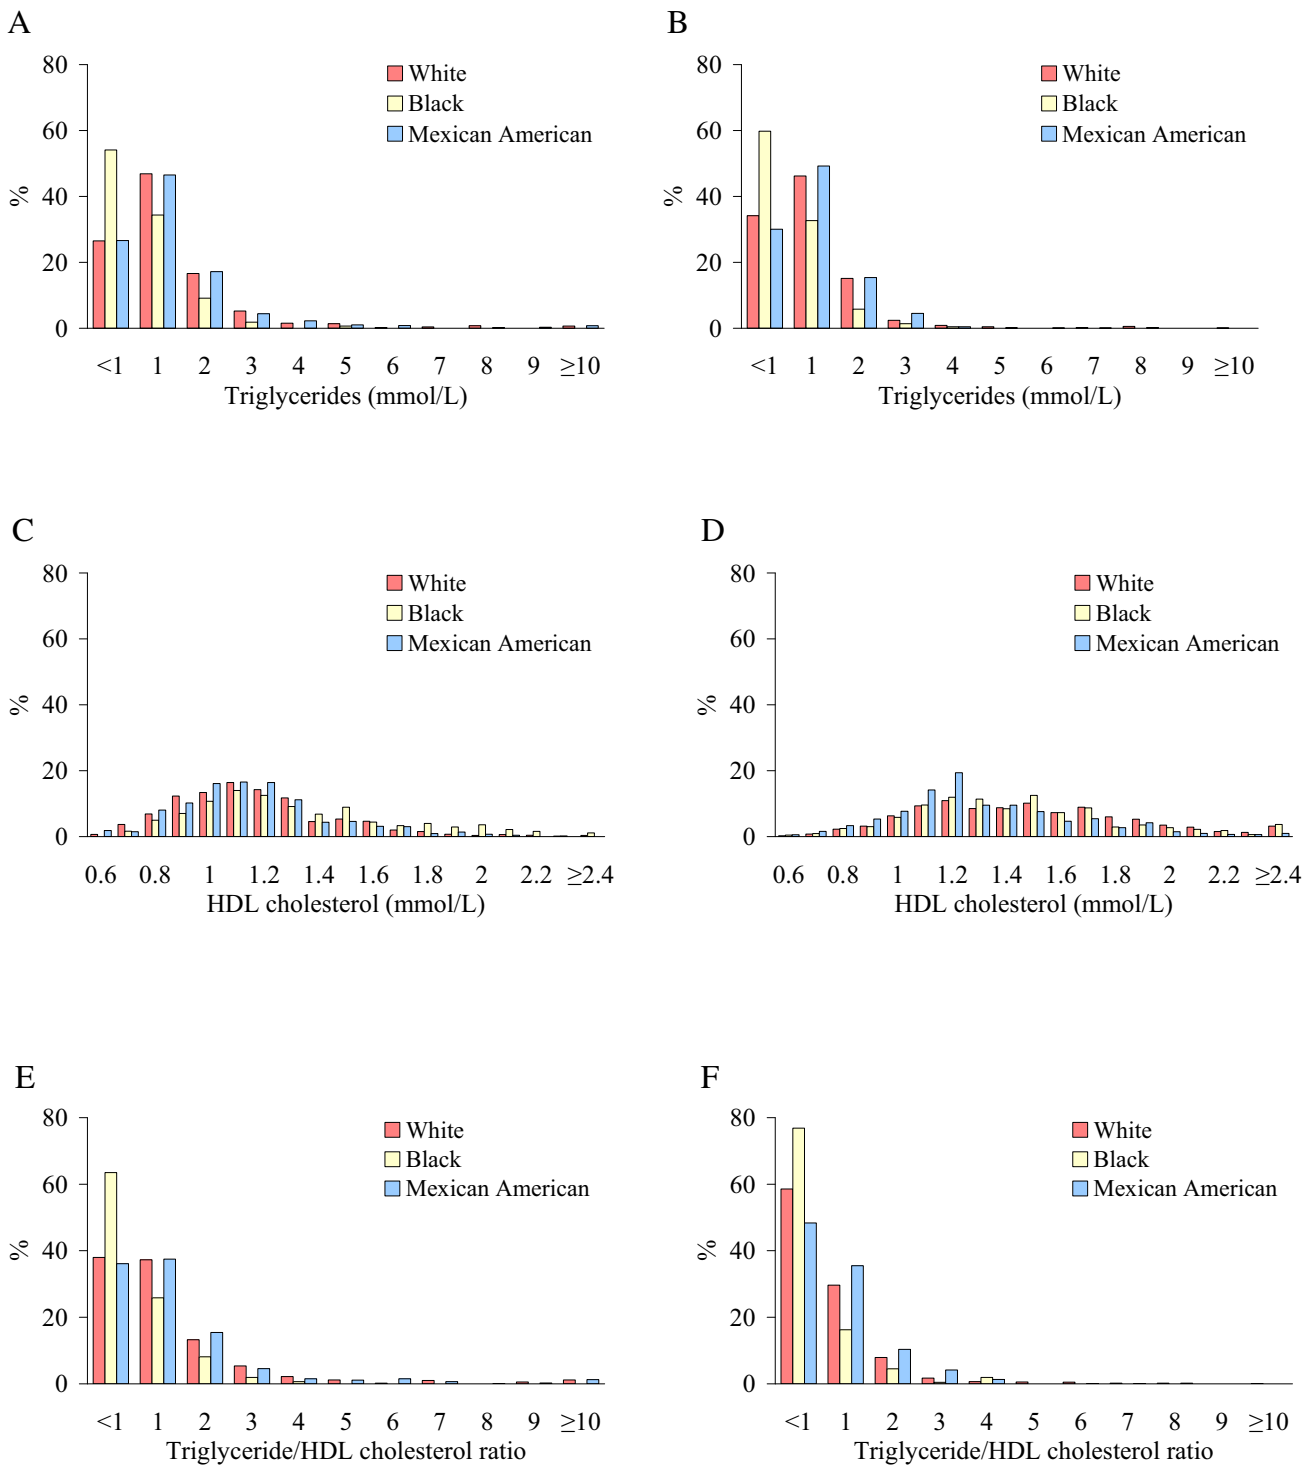 A
80
60
40
20
0
%
White
Black
Mexican American
<1 1 2 3 4 5 6 7 8 9 ≥10
Triglycerides (mmol/L)
B
80
60
40
20
0
%
White
Black
Mexican American
<1 1 2 3 4 5 6 7 8 9 ≥10
Triglycerides (mmol/L)
C
80
60
40
20
0
%
White
Black
Mexican American
0.6 0.8 1 1.2 1.4 1.6 1.8 2 2.2 ≥2.4
HDL cholesterol (mmol/L)
D
80
60
40
20
0
%
White
Black
Mexican American
0.6 0.8 1 1.2 1.4 1.6 1.8 2 2.2 ≥2.4
HDL cholesterol (mmol/L)
E
80
60
40
20
0
%
White
Black
Mexican American
<1 1 2 3 4 5 6 7 8 9 ≥10
Triglyceride/HDL cholesterol ratio
F
80
60
40
20
0
%
White
Black
Mexican American
<1 1 2 3 4 5 6 7 8 9 ≥10
Triglyceride/HDL cholesterol ratio